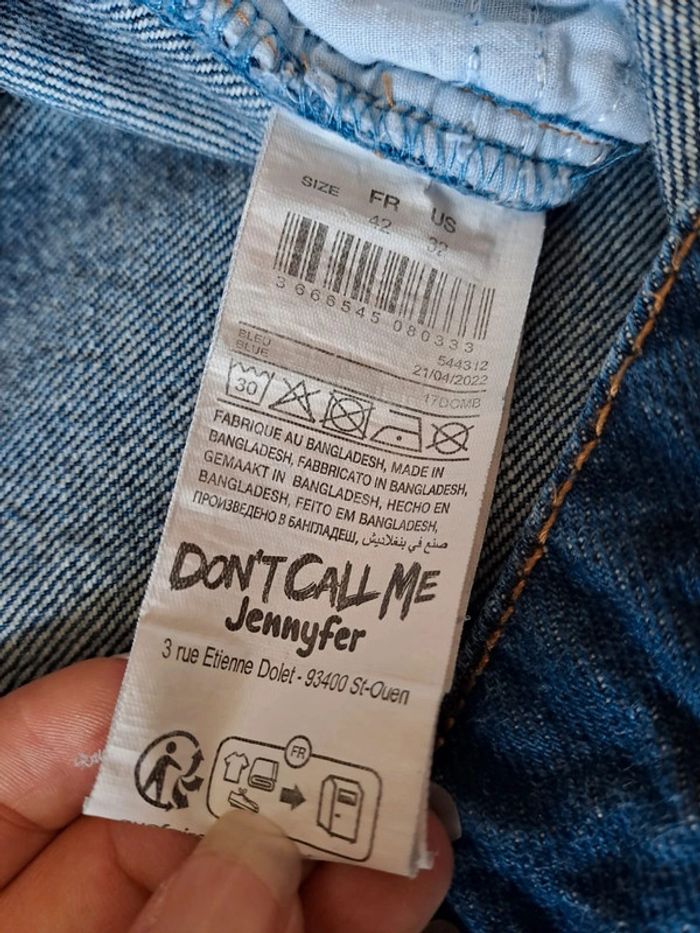 SIZE FR US
42 32
3 666545 080333
BLEU 544312
BLUE 21/04/2022
17DCMB
30
FABRIQUE AU BANGLADESH, MADE IN
BANGLADESH, FABBRICATO IN BANGLADESH,
GEMAAKT IN BANGLADESH, HECHO EN
BANGLADESH, FEITO EM BANGLADESH,
ПРОИЗВЕДЕНО В БАНГЛАДЕШ, صنع في بنغلاديش
DON'T CALL ME
Jennyfer
3 rue Etienne Dolet - 93400 St-Ouen
FR